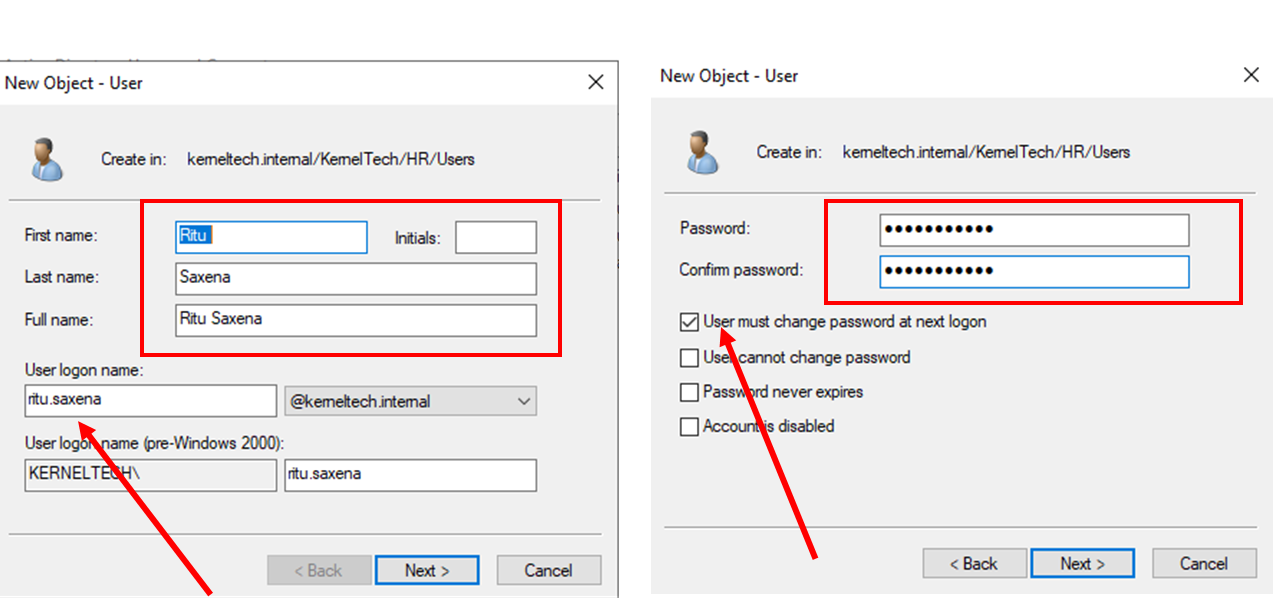 New Object - User
Create in: kerneltech.internal/KernelTech/HR/Users
First name: Ritu Initials:
Last name: Saxena
Full name: Ritu Saxena
User logon name:
ritu.saxena @kerneltech.internal
User logon name (pre-Windows 2000):
KERNELTECH\ ritu.saxena
< Back Next > Cancel
New Object - User
Create in: kerneltech.internal/KernelTech/HR/Users
Password: ●●●●●●●●●●●
Confirm password: ●●●●●●●●●●●
User must change password at next logon
User cannot change password
Password never expires
Account is disabled
< Back Next > Cancel